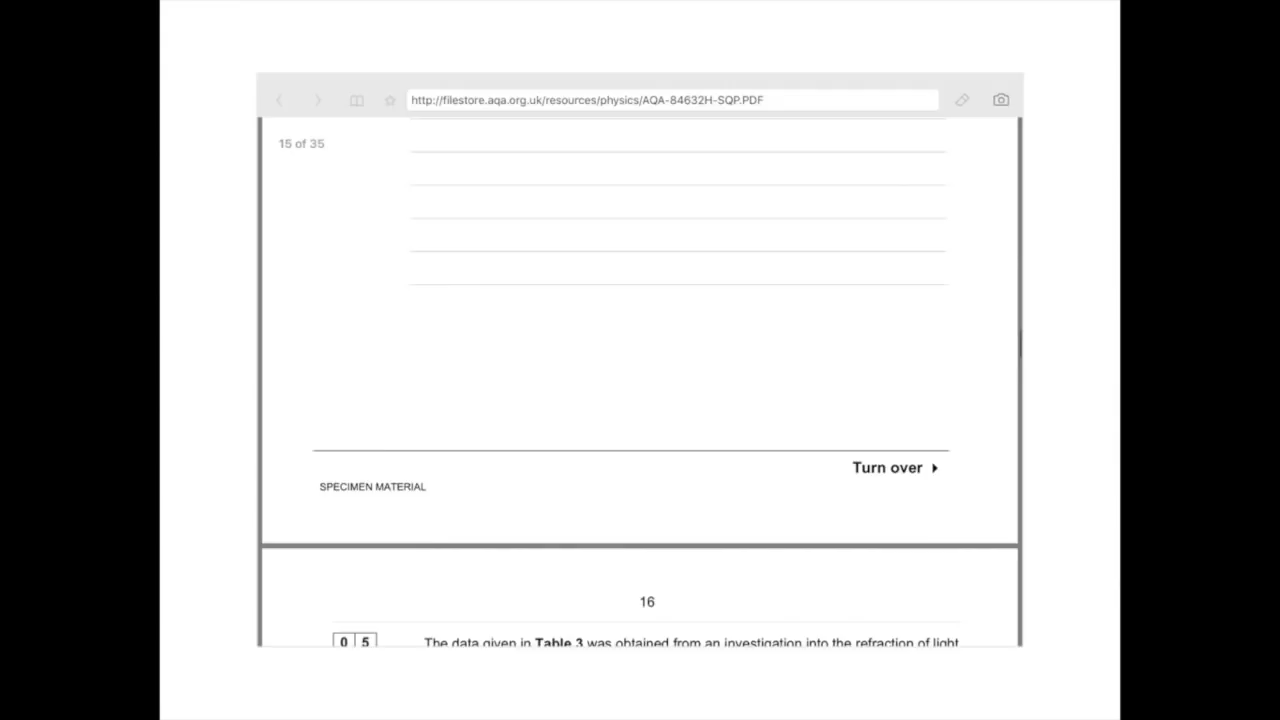 http://filestore.aqa.org.uk/resources/physics/AQA-84632H-SQP.PDF
15 of 35
Turn over
SPECIMEN MATERIAL
16
0 5 The data given in Table 3 was obtained from an investigation into the refraction of light